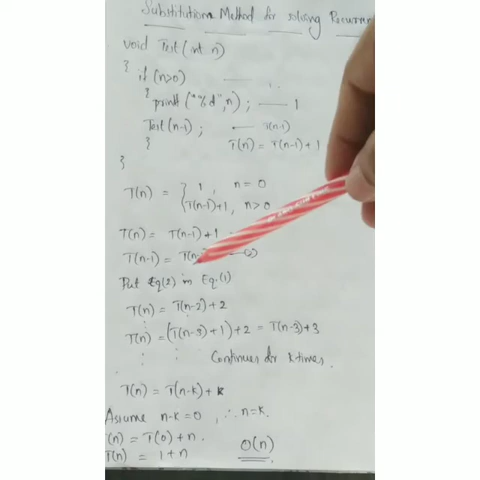 Substitution Method for solving
void Test(int n)
{ if (n>0)
{ printf("%d",n); —— 1
Test(n-1); —— T(n-1)
} T(n) = T(n-1)+1
}
T(n) = { 1, n=0
T(n-1)+1, n>0
T(n) = T(n-1)+1
T(n-1) = —(2)
Put Eq(2) in Eq.(1)
T(n) = T(n-2)+2
T(n) = (T(n-3)+1)+2 = T(n-3)+3
Continues for k times.
T(n) = T(n-k)+k
Assume n-k=0, ∴ n=k.
T(n) = T(0)+n.
T(n) = 1+n O(n)